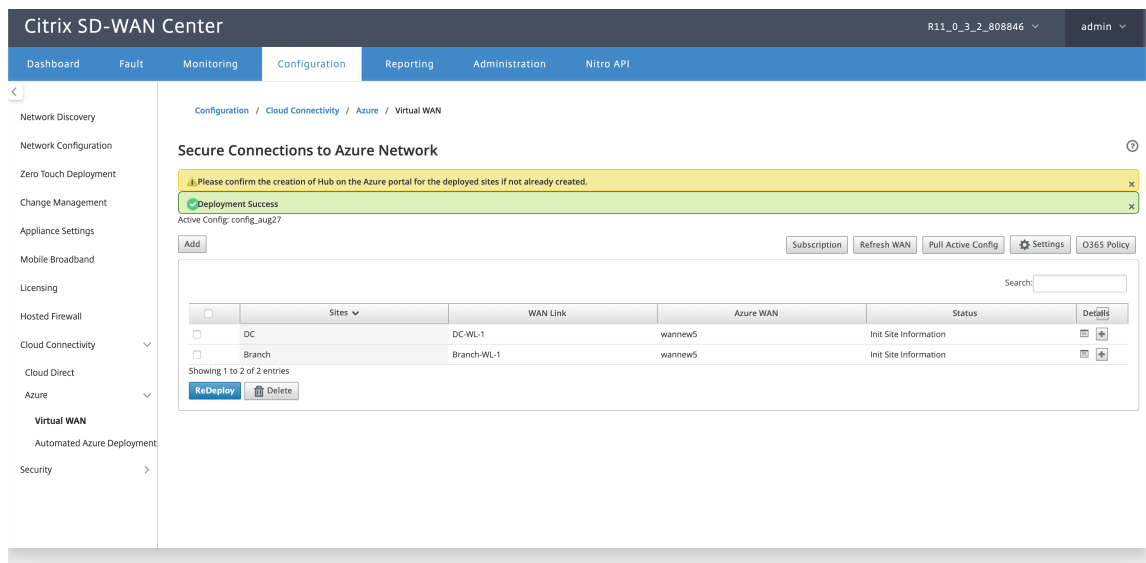 Citrix SD-WAN Center
R11_0_3_2_808846
admin
Dashboard Fault Monitoring Configuration Reporting Administration Nitro API
Network Discovery
Network Configuration
Zero Touch Deployment
Change Management
Appliance Settings
Mobile Broadband
Licensing
Hosted Firewall
Cloud Connectivity
Cloud Direct
Azure
Virtual WAN
Automated Azure Deployment
Security
Configuration / Cloud Connectivity / Azure / Virtual WAN
Secure Connections to Azure Network
Please confirm the creation of Hub on the Azure portal for the deployed sites if not already created.
Deployment Success
Active Config: config_aug27
Add Subscription Refresh WAN Pull Active Config Settings O365 Policy
Search:
Sites WAN Link Azure WAN Status Details
DC DC-WL-1 wannew5 Init Site Information
Branch Branch-WL-1 wannew5 Init Site Information
Showing 1 to 2 of 2 entries
ReDeploy Delete